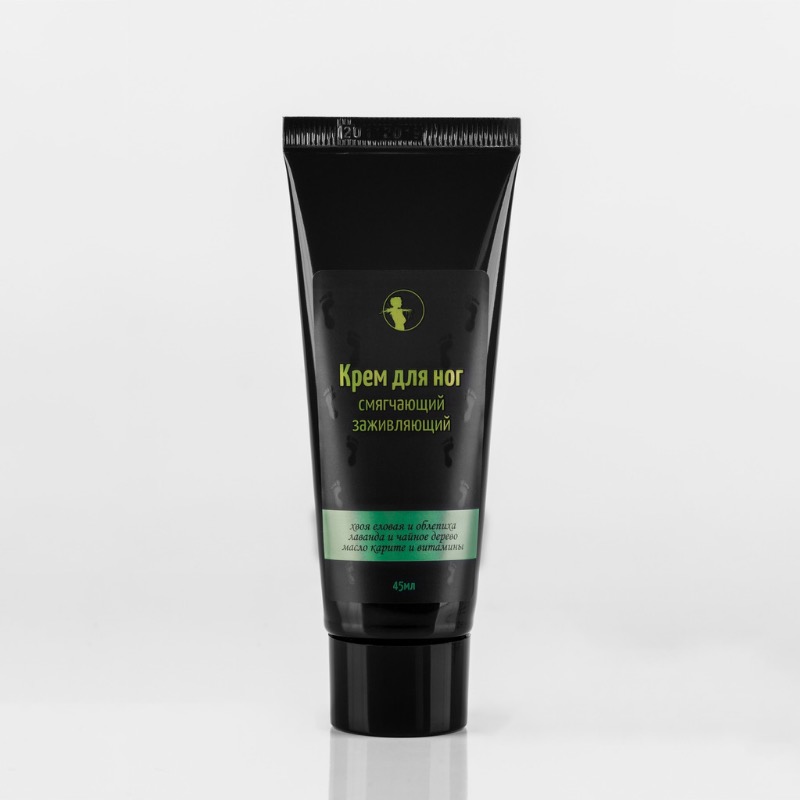 Крем для ног
смягчающий
заживляющий
хвоя еловая и облепиха
лаванда и чайное дерево
масло карите и витамины
45мл